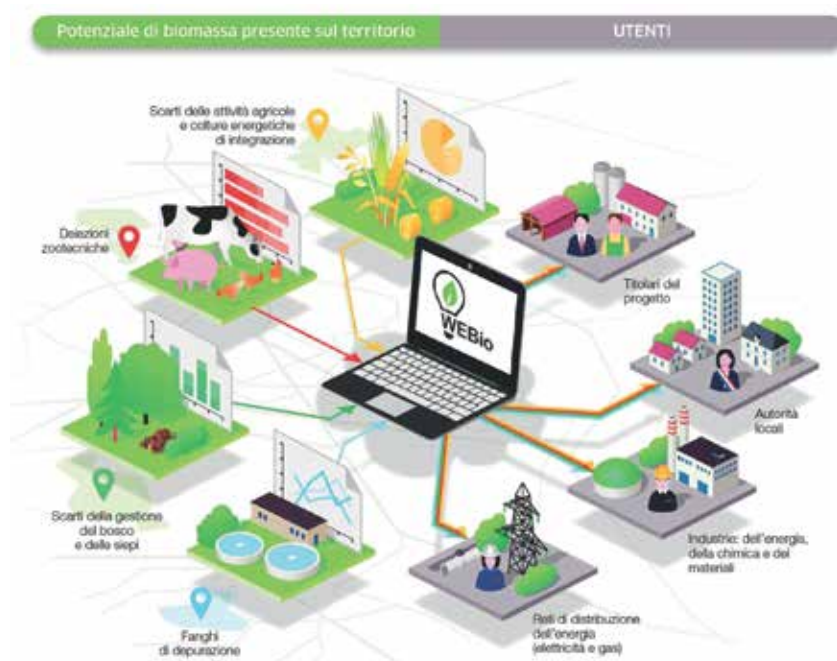 Potenziale di biomassa presente sul territorio
UTENTI
Scarti delle attività agricole
e colture energetiche
di integrazione
Deiezioni
zootecniche
Titolari del
progetto
WEBio
Autorità
locali
Scarti della gestione
del bosco
e delle siepi
Industrie: dell'energia,
della chimica e dei
materiali
Fanghi
di depurazione
Reti di distribuzione
dell'energia
(elettricità e gas)